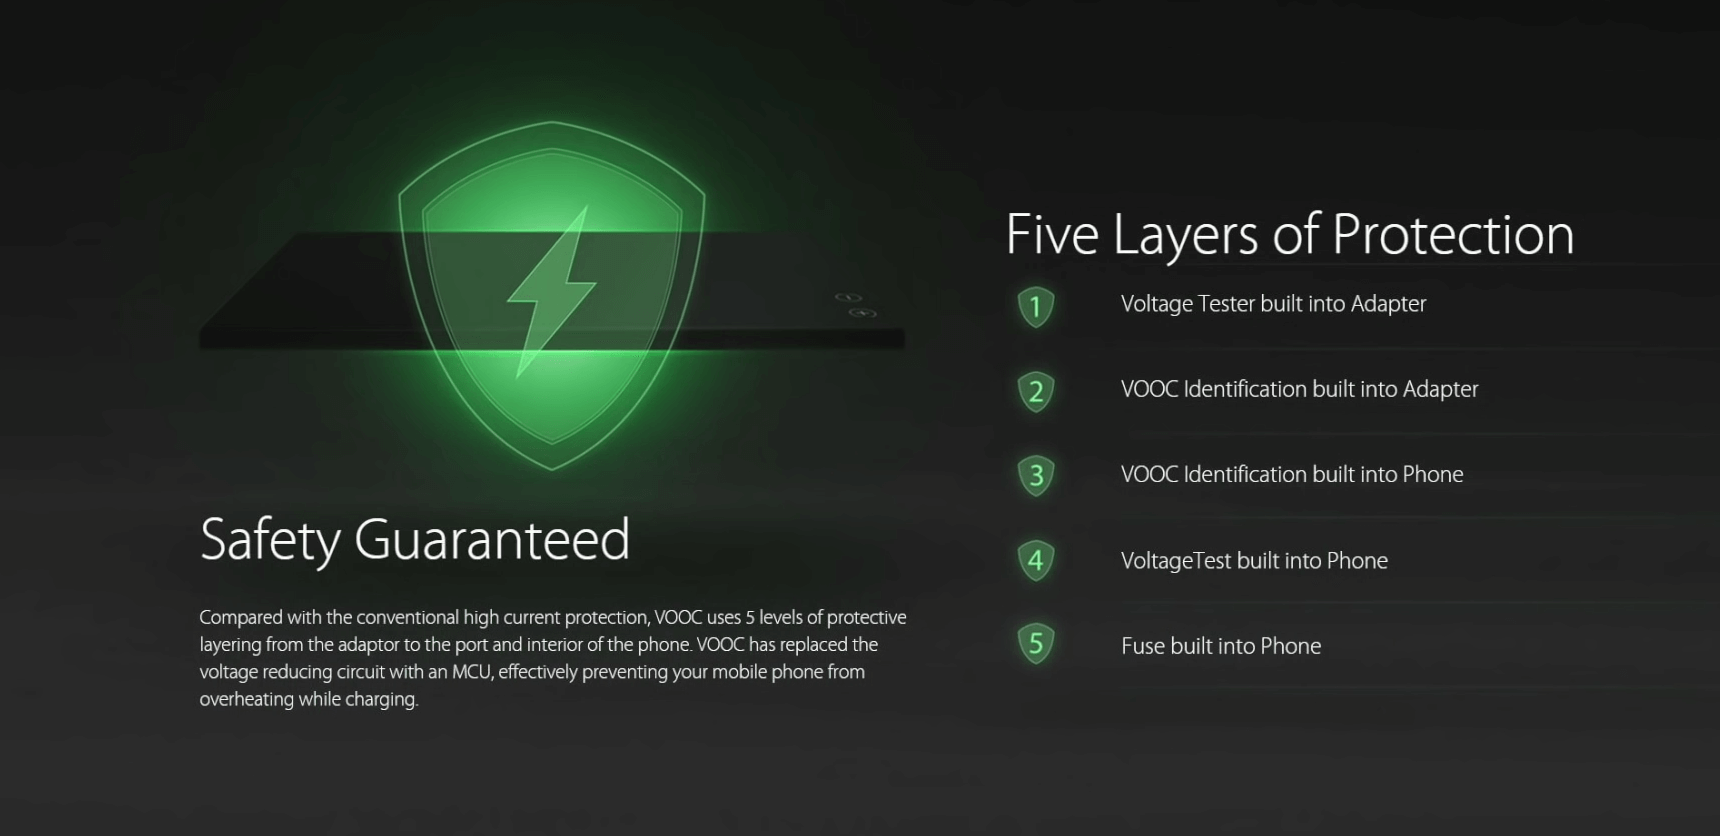 Safety Guaranteed
Compared with the conventional high current protection, VOOC uses 5 levels of protective
layering from the adaptor to the port and interior of the phone. VOOC has replaced the
voltage reducing circuit with an MCU, effectively preventing your mobile phone from
overheating while charging.
Five Layers of Protection
1 Voltage Tester built into Adapter
2 VOOC Identification built into Adapter
3 VOOC Identification built into Phone
4 VoltageTest built into Phone
5 Fuse built into Phone